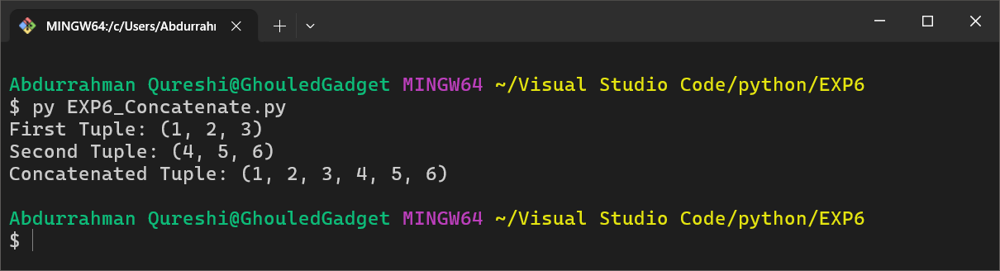 MINGW64:/c/Users/Abdurrahr
Abdurrahman Qureshi@GhouledGadget MINGW64 ~/Visual Studio Code/python/EXP6
$ py EXP6_Concatenate.py
First Tuple: (1, 2, 3)
Second Tuple: (4, 5, 6)
Concatenated Tuple: (1, 2, 3, 4, 5, 6)
Abdurrahman Qureshi@GhouledGadget MINGW64 ~/Visual Studio Code/python/EXP6
$